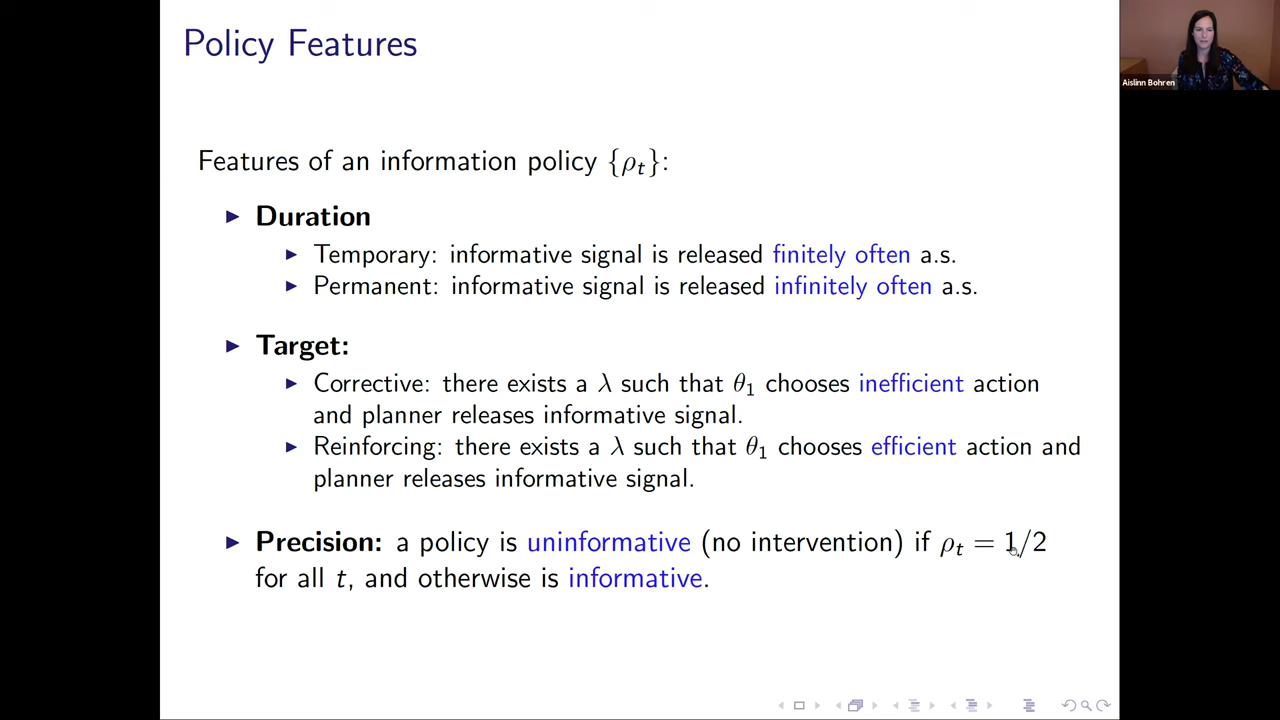 Policy Features
Aislinn Bohren
Features of an information policy {ρₜ}:
▶ Duration
▶ Temporary: informative signal is released finitely often a.s.
▶ Permanent: informative signal is released infinitely often a.s.
▶ Target:
▶ Corrective: there exists a λ such that θ₁ chooses inefficient action
and planner releases informative signal.
▶ Reinforcing: there exists a λ such that θ₁ chooses efficient action and
planner releases informative signal.
▶ Precision: a policy is uninformative (no intervention) if ρₜ = 1/2
for all t, and otherwise is informative.